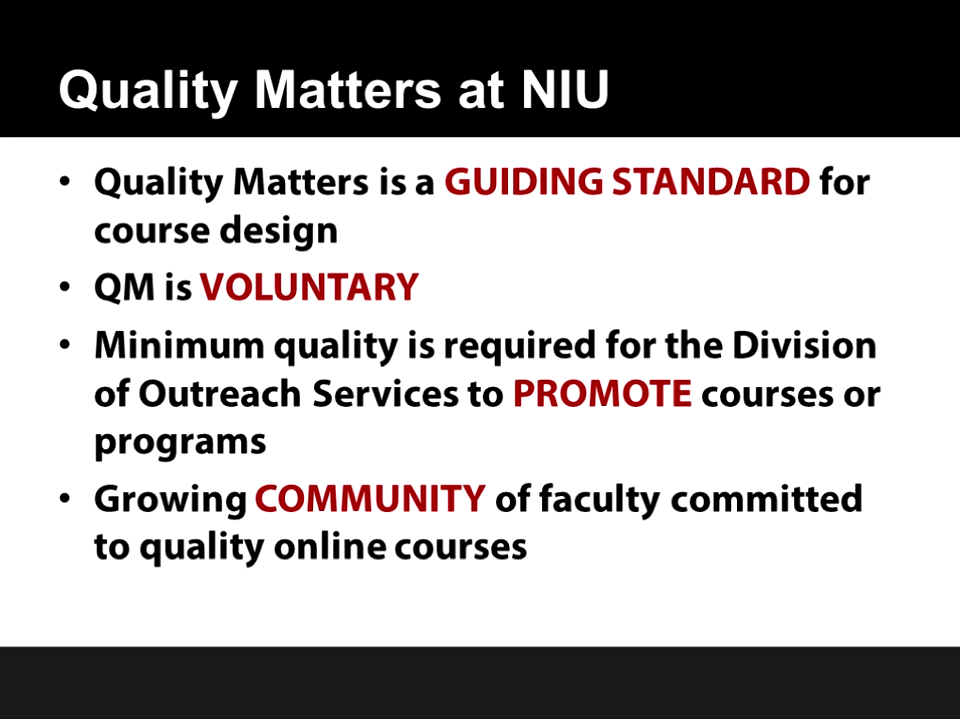 Quality Matters at NIU
• Quality Matters is a GUIDING STANDARD for
course design
• QM is VOLUNTARY
• Minimum quality is required for the Division
of Outreach Services to PROMOTE courses or
programs
• Growing COMMUNITY of faculty committed
to quality online courses